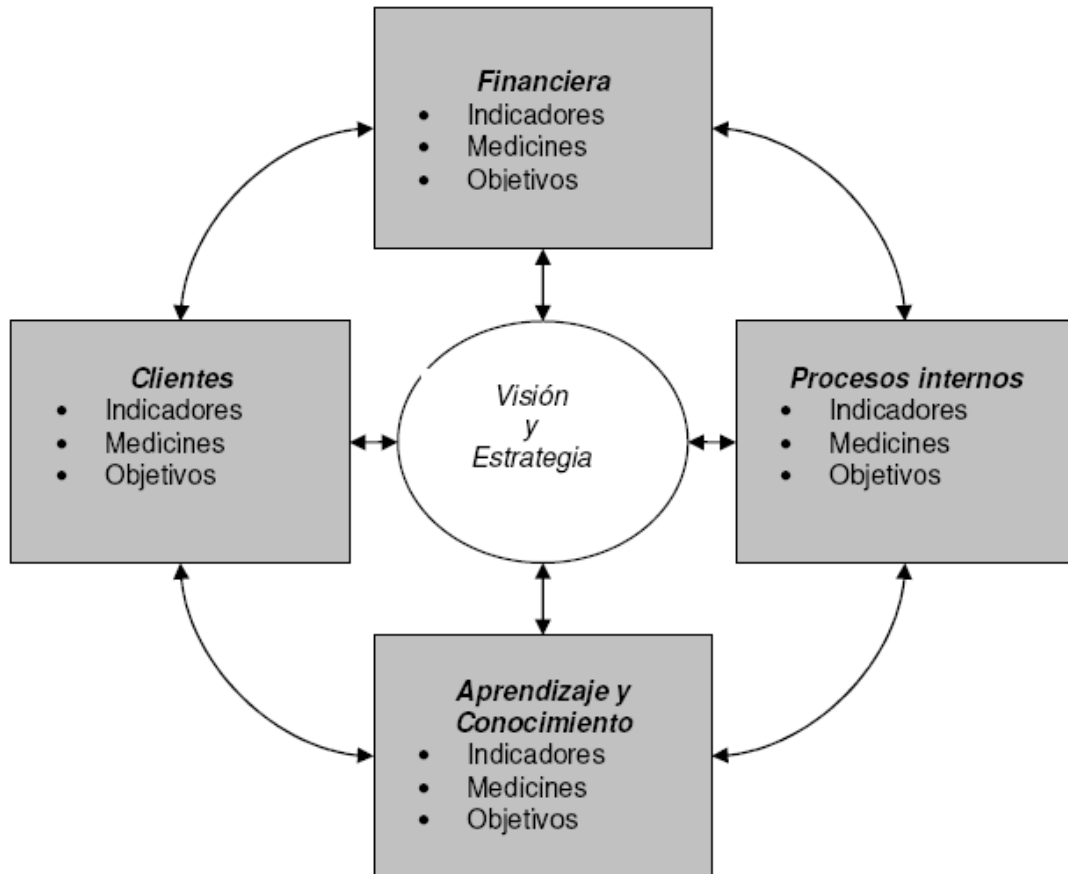 Financiera
• Indicadores
• Medicines
• Objetivos
Clientes
• Indicadores
• Medicines
• Objetivos
Visión
y
Estrategia
Procesos internos
• Indicadores
• Medicines
• Objetivos
Aprendizaje y
Conocimiento
• Indicadores
• Medicines
• Objetivos